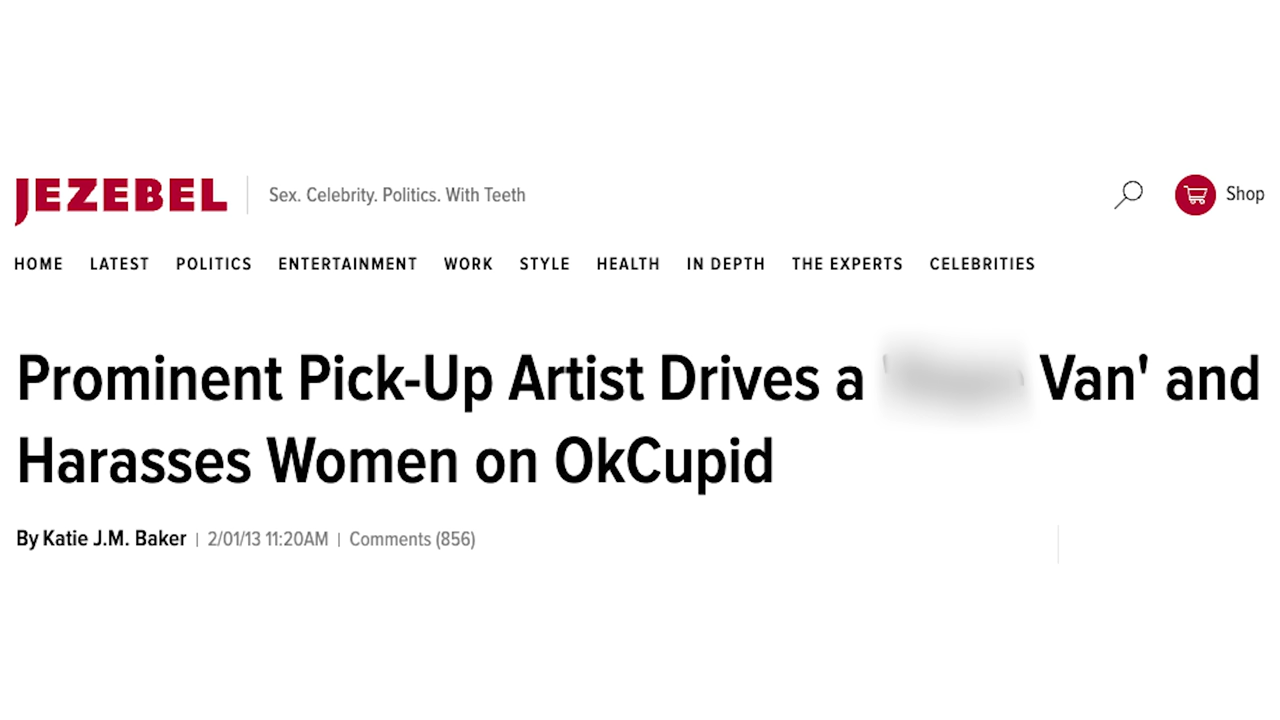 JEZEBEL Sex. Celebrity. Politics. With Teeth Shop
HOME LATEST POLITICS ENTERTAINMENT WORK STYLE HEALTH IN DEPTH THE EXPERTS CELEBRITIES
Prominent Pick-Up Artist Drives a ' Van' and
Harasses Women on OkCupid
By Katie J.M. Baker | 2/01/13 11:20AM | Comments (856)